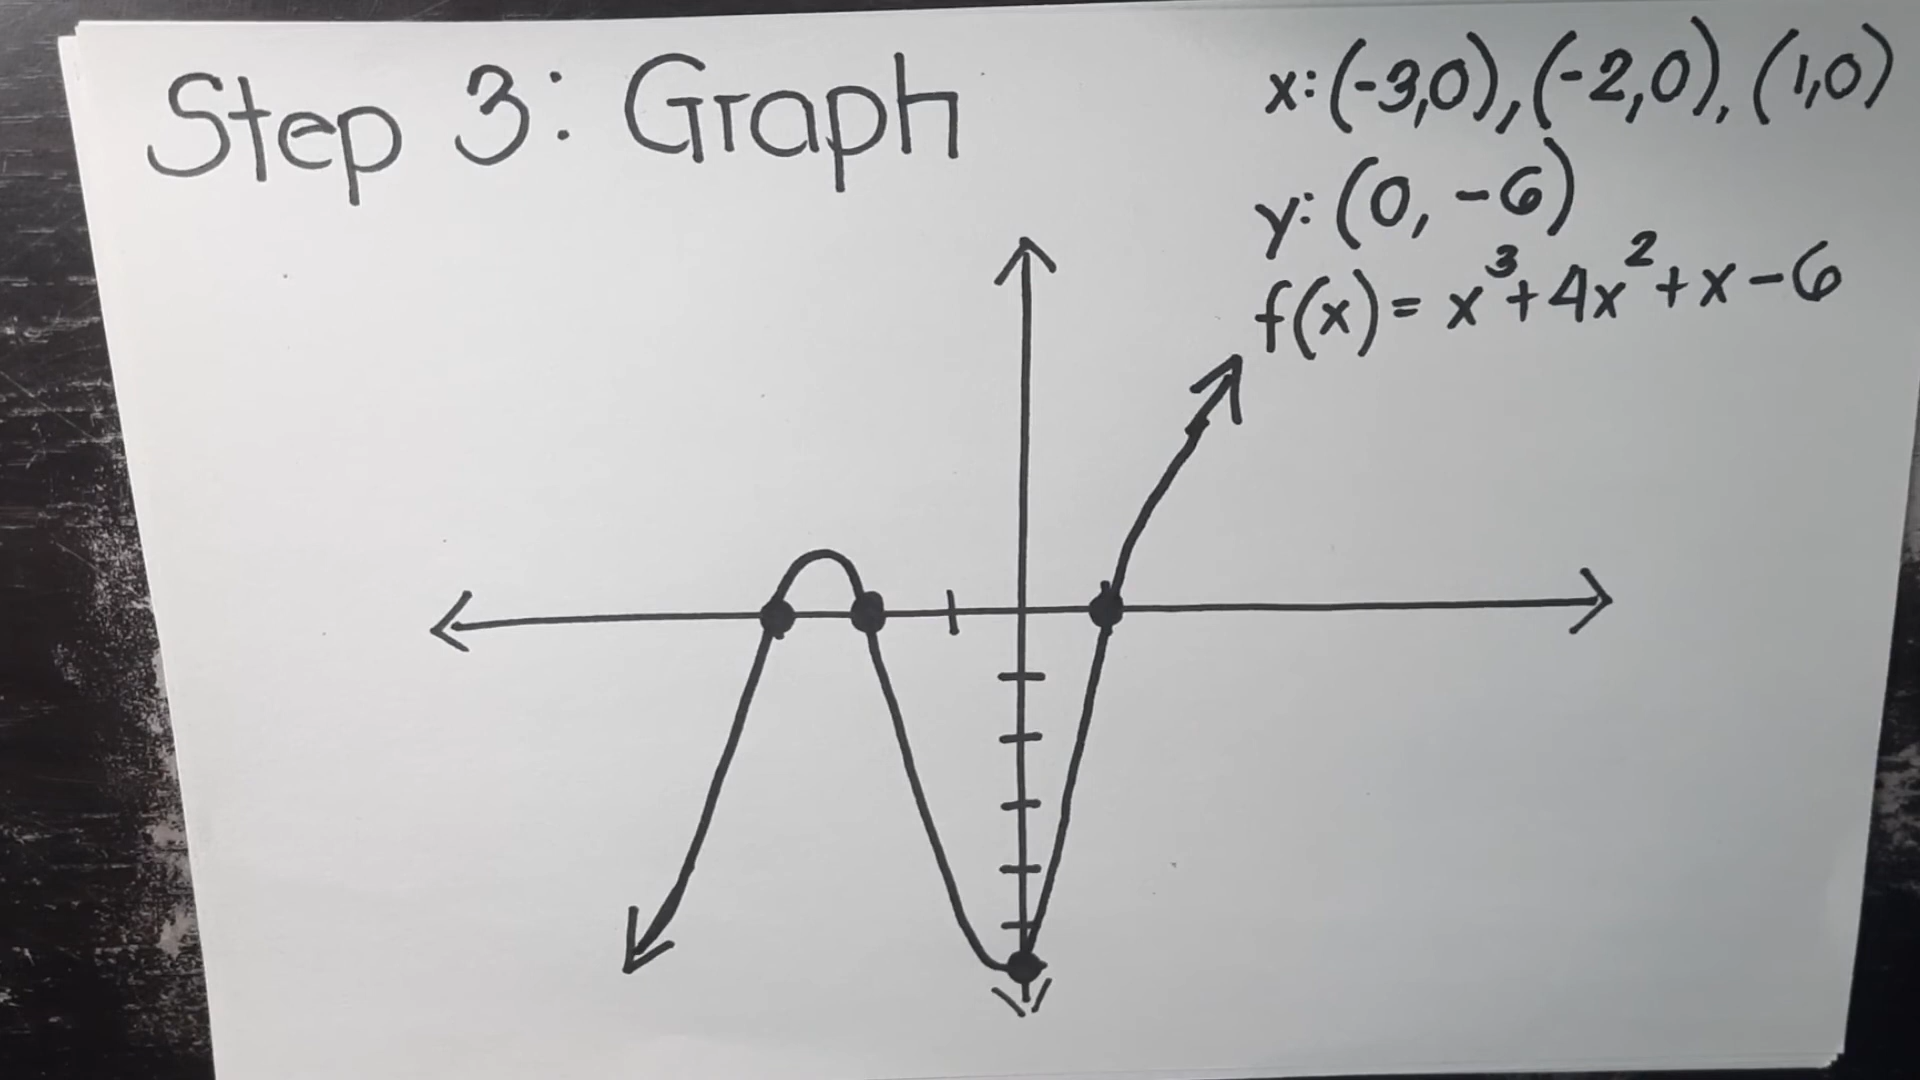 Step 3: Graph
x: (-3,0), (-2,0), (1,0)
y: (0, -6)
f(x) = x³+4x²+x-6